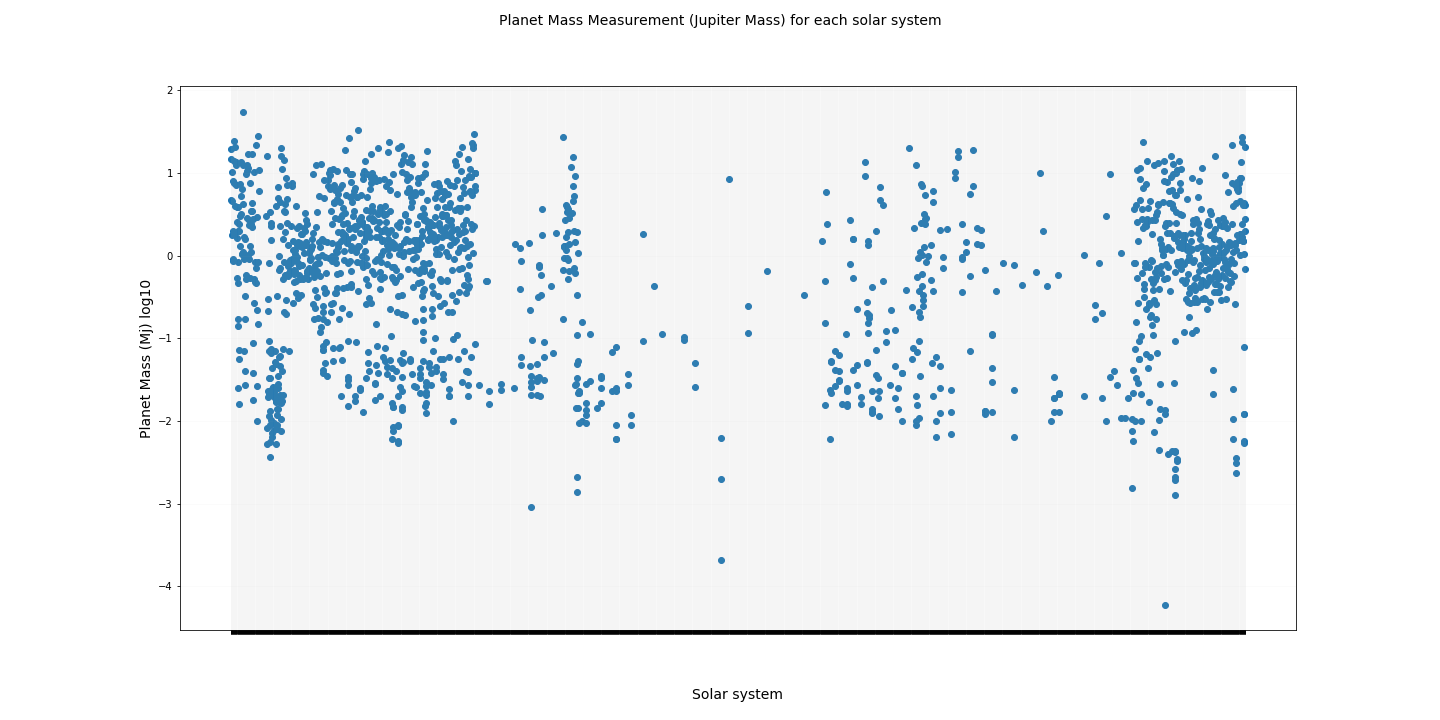 Planet Mass Measurement (Jupiter Mass) for each solar system
2
1
0
−1
−2
−3
−4
Planet Mass (MJ) log10
Solar system